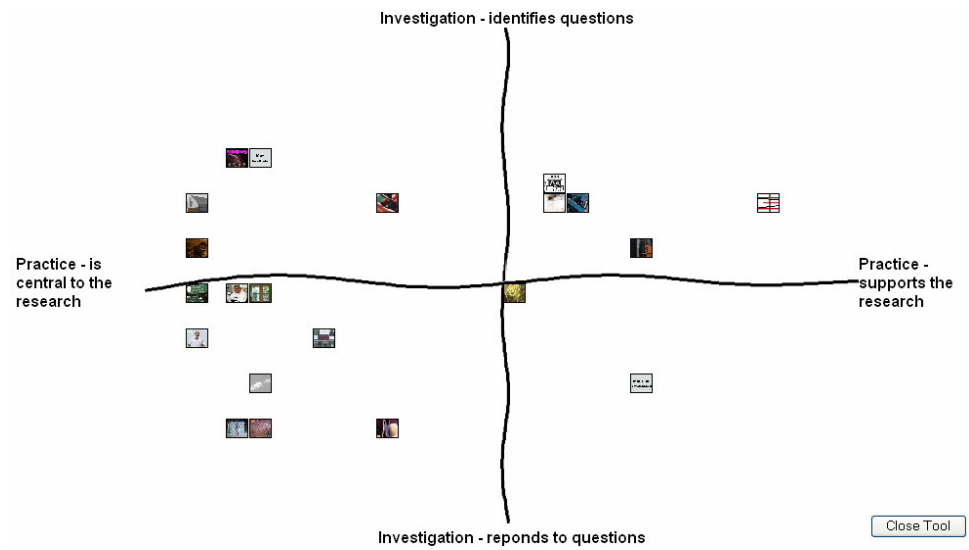 Investigation - identifies questions
Practice - is
central to the
research
Practice -
supports the
research
Investigation - reponds to questions
Close Tool